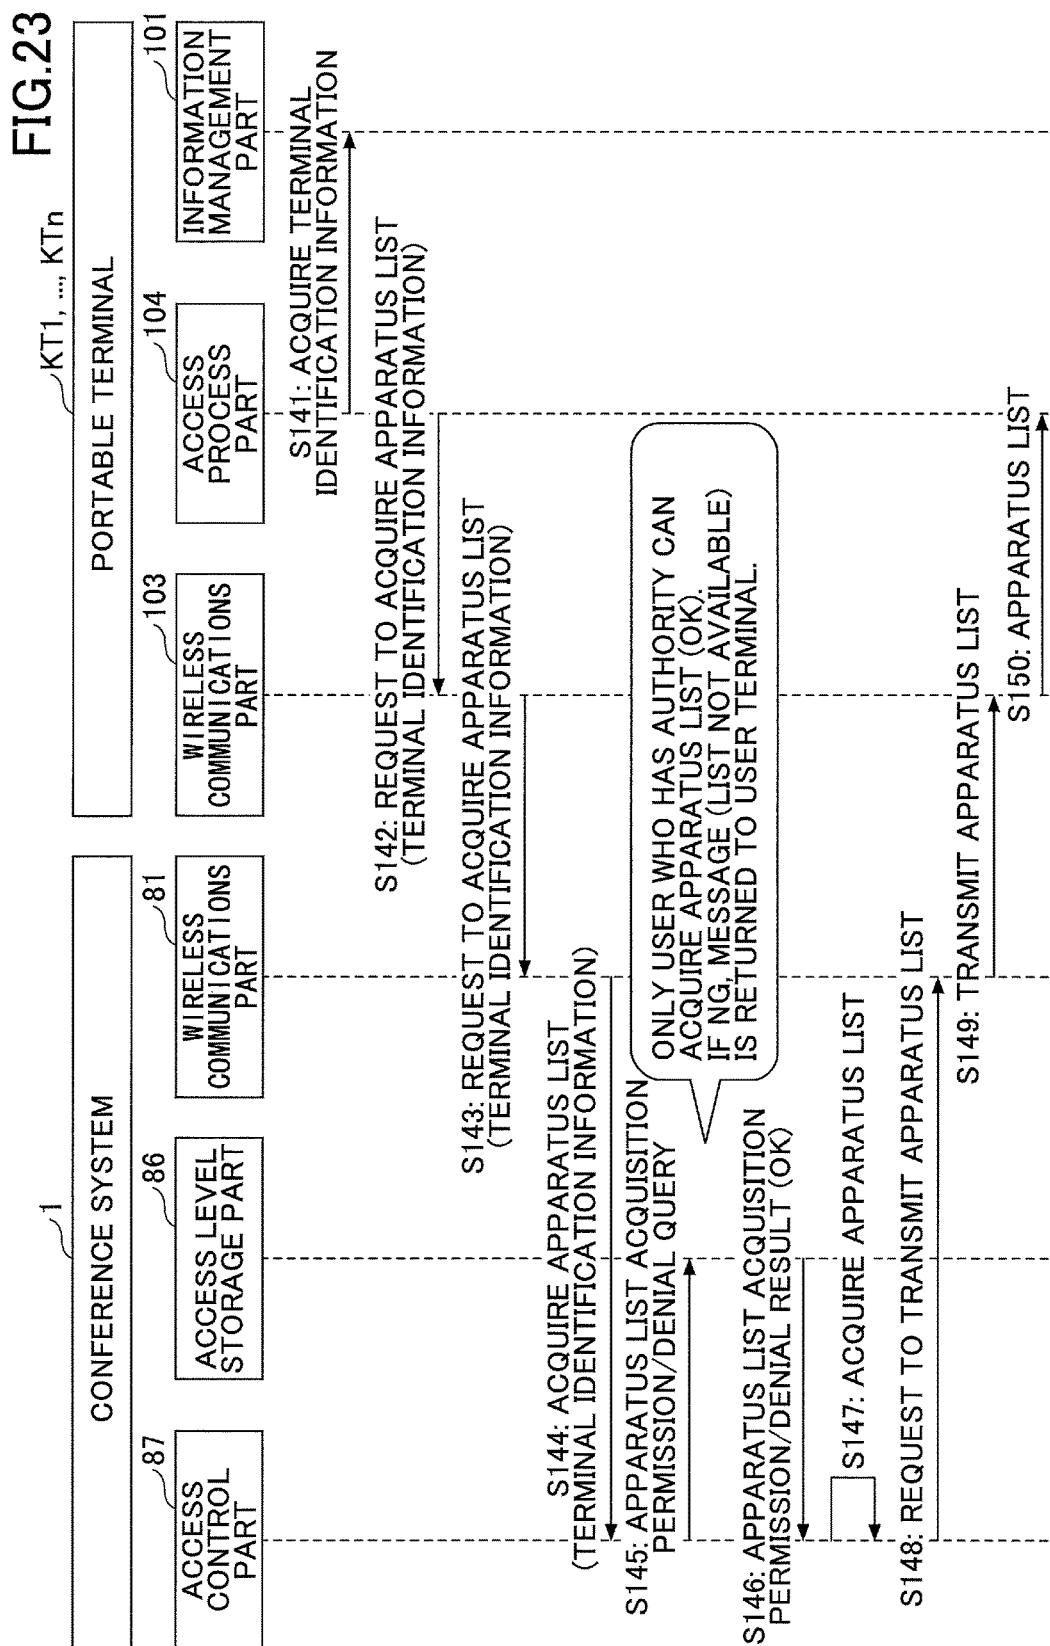 FIG.23
1
CONFERENCE SYSTEM
KT1, ..., KTn
PORTABLE TERMINAL
87
ACCESS
CONTROL
PART
86
ACCESS LEVEL
STORAGE PART
81
WIRELESS
COMMUNICATIONS
PART
103
WIRELESS
COMMUNICATIONS
PART
104
ACCESS
PROCESS
PART
101
INFORMATION
MANAGEMENT
PART
S141: ACQUIRE TERMINAL
IDENTIFICATION INFORMATION
S142: REQUEST TO ACQUIRE APPARATUS LIST
(TERMINAL IDENTIFICATION INFORMATION)
S143: REQUEST TO ACQUIRE APPARATUS LIST
(TERMINAL IDENTIFICATION INFORMATION)
S144: ACQUIRE APPARATUS LIST
(TERMINAL IDENTIFICATION INFORMATION)
S145: APPARATUS LIST ACQUISITION
PERMISSION/DENIAL QUERY
ONLY USER WHO HAS AUTHORITY CAN
ACQUIRE APPARATUS LIST (OK).
IF NG, MESSAGE (LIST NOT AVAILABLE)
IS RETURNED TO USER TERMINAL.
S146: APPARATUS LIST ACQUISITION
PERMISSION/DENIAL RESULT (OK)
S147: ACQUIRE APPARATUS LIST
S148: REQUEST TO TRANSMIT APPARATUS LIST
S149: TRANSMIT APPARATUS LIST
S150: APPARATUS LIST